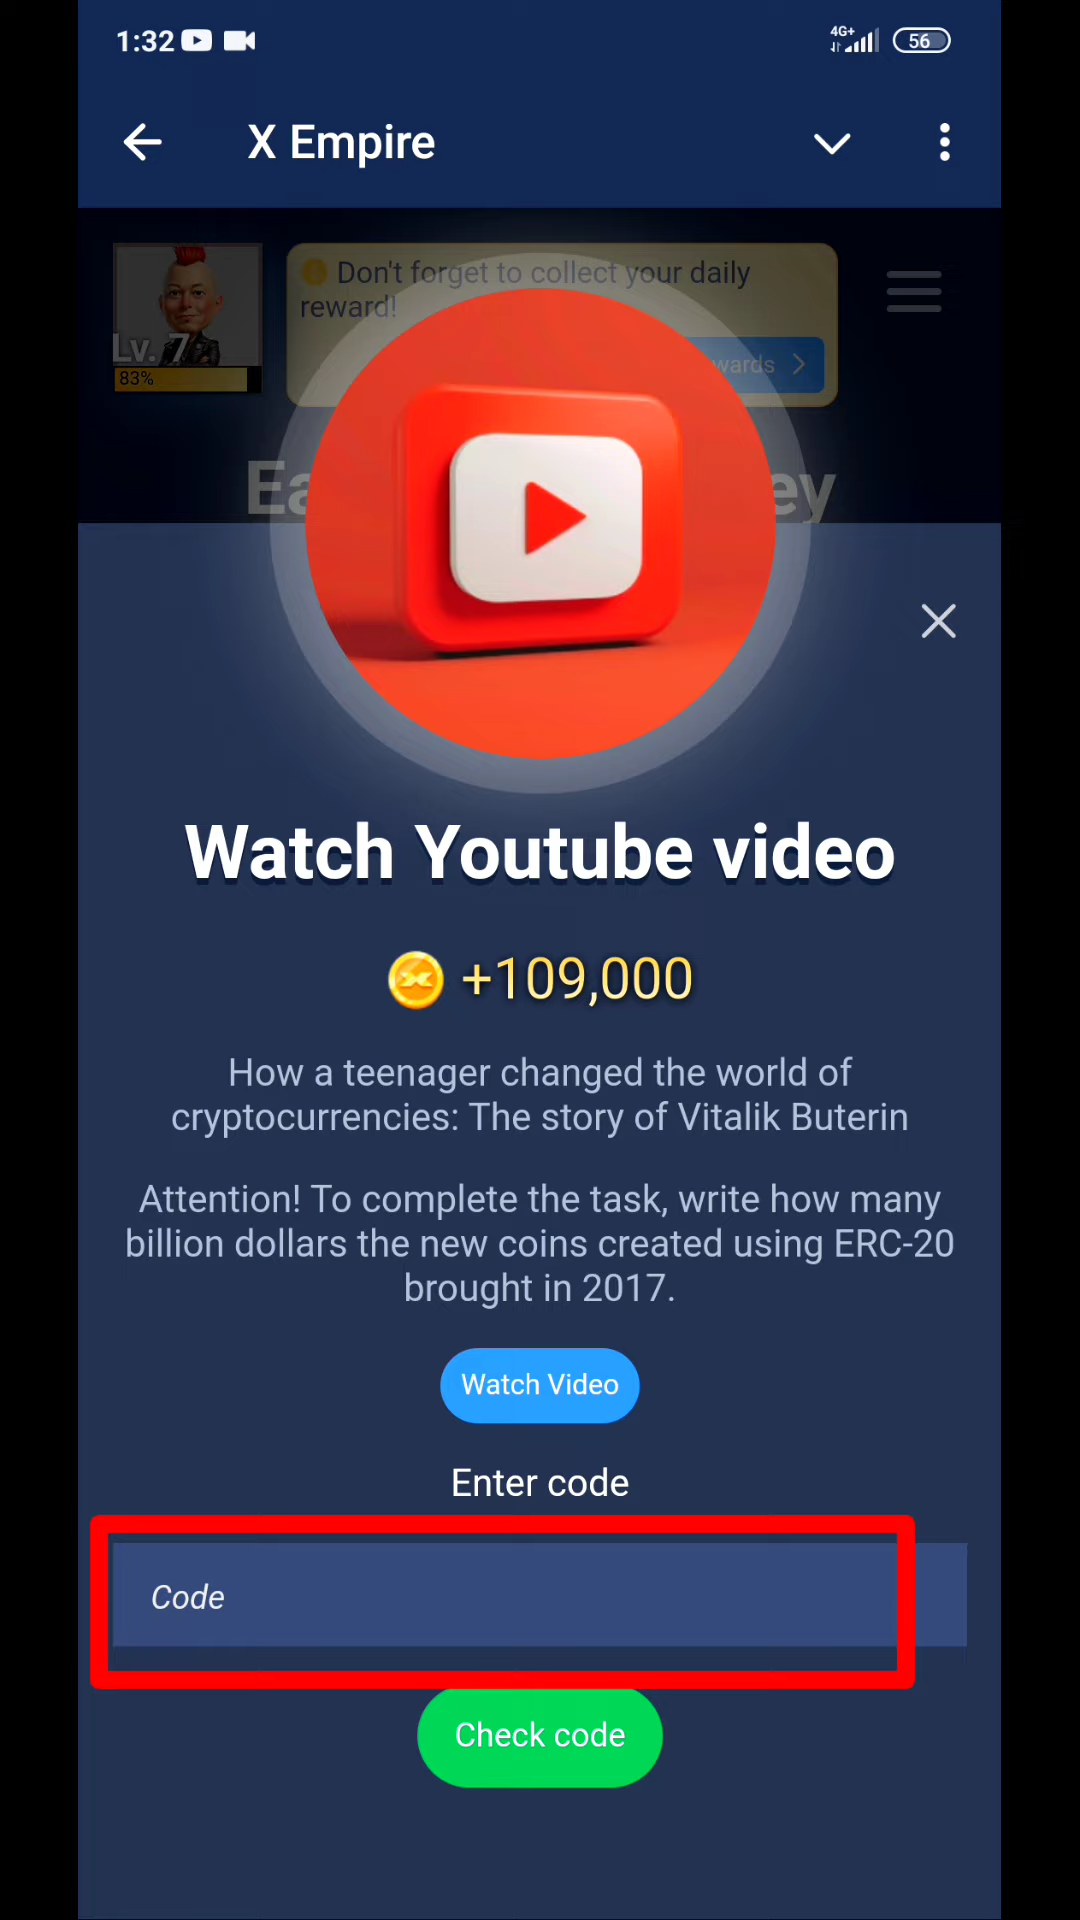 1:32
4G+
56
X Empire
Don't forget to collect your daily
reward!
Lv. 7
83%
Watch Youtube video
+109,000
How a teenager changed the world of
cryptocurrencies: The story of Vitalik Buterin
Attention! To complete the task, write how many
billion dollars the new coins created using ERC-20
brought in 2017.
Watch Video
Enter code
Code
Check code